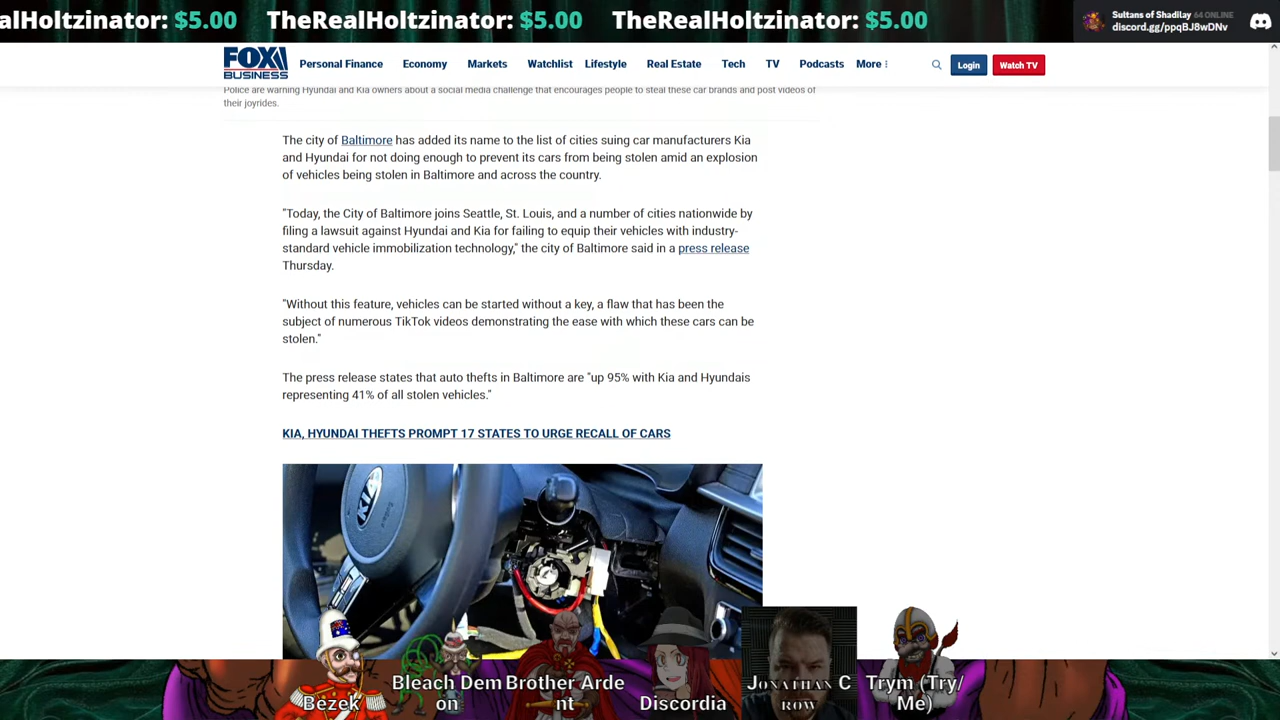 alHoltzinator: $5.00 TheRealHoltzinator: $5.00 TheRealHoltzinator: $5.00
Sultans of Shadilay 64 ONLINE
discord.gg/ppqBJ8wDNv
FOX
BUSINESS
Personal Finance Economy Markets Watchlist Lifestyle Real Estate Tech TV Podcasts More Login Watch TV
Police are warning Hyundai and Kia owners about a social media challenge that encourages people to steal these car brands and post videos of
their joyrides.
The city of Baltimore has added its name to the list of cities suing car manufacturers Kia
and Hyundai for not doing enough to prevent its cars from being stolen amid an explosion
of vehicles being stolen in Baltimore and across the country.
"Today, the City of Baltimore joins Seattle, St. Louis, and a number of cities nationwide by
filing a lawsuit against Hyundai and Kia for failing to equip their vehicles with industry-
standard vehicle immobilization technology," the city of Baltimore said in a press release
Thursday.
"Without this feature, vehicles can be started without a key, a flaw that has been the
subject of numerous TikTok videos demonstrating the ease with which these cars can be
stolen."
The press release states that auto thefts in Baltimore are "up 95% with Kia and Hyundais
representing 41% of all stolen vehicles."
KIA, HYUNDAI THEFTS PROMPT 17 STATES TO URGE RECALL OF CARS
KIA
Bezek
Bleach Dem
on
Brother Arde
nt
Discordia
Jonathan C
row
Trym (Try/
Me)